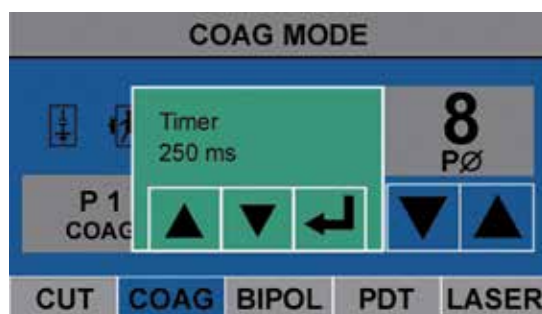 COAG MODE
Timer
250 ms
8
PØ
P 1
COAG
CUT COAG BIPOL PDT LASER